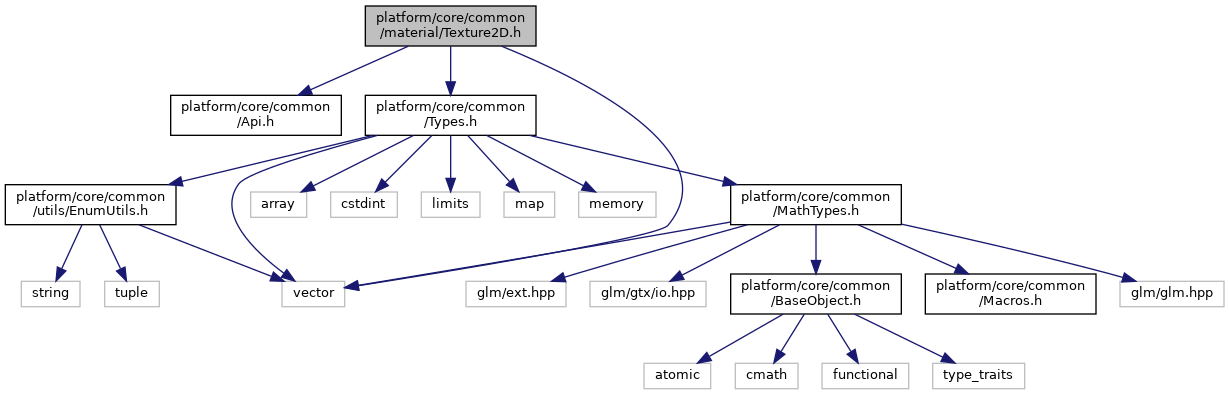 platform/core/common
/material/Texture2D.h
platform/core/common
/Api.h
platform/core/common
/Types.h
platform/core/common
/utils/EnumUtils.h
array
cstdint
limits
map
memory
platform/core/common
/MathTypes.h
string
tuple
vector
glm/ext.hpp
glm/gtx/io.hpp
platform/core/common
/BaseObject.h
platform/core/common
/Macros.h
glm/glm.hpp
atomic
cmath
functional
type_traits